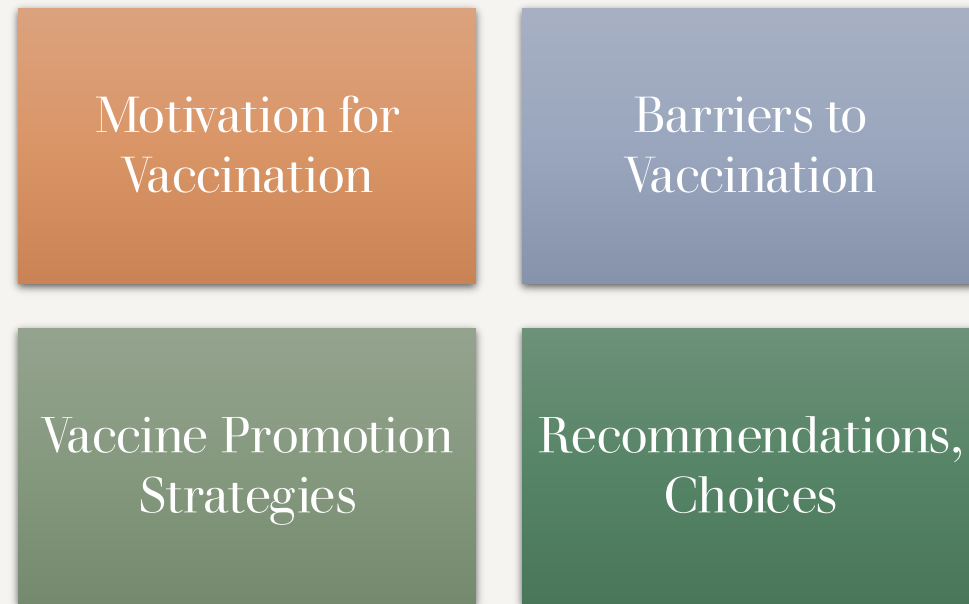 Motivation for
Vaccination
Barriers to
Vaccination
Vaccine Promotion
Strategies
Recommendations,
Choices